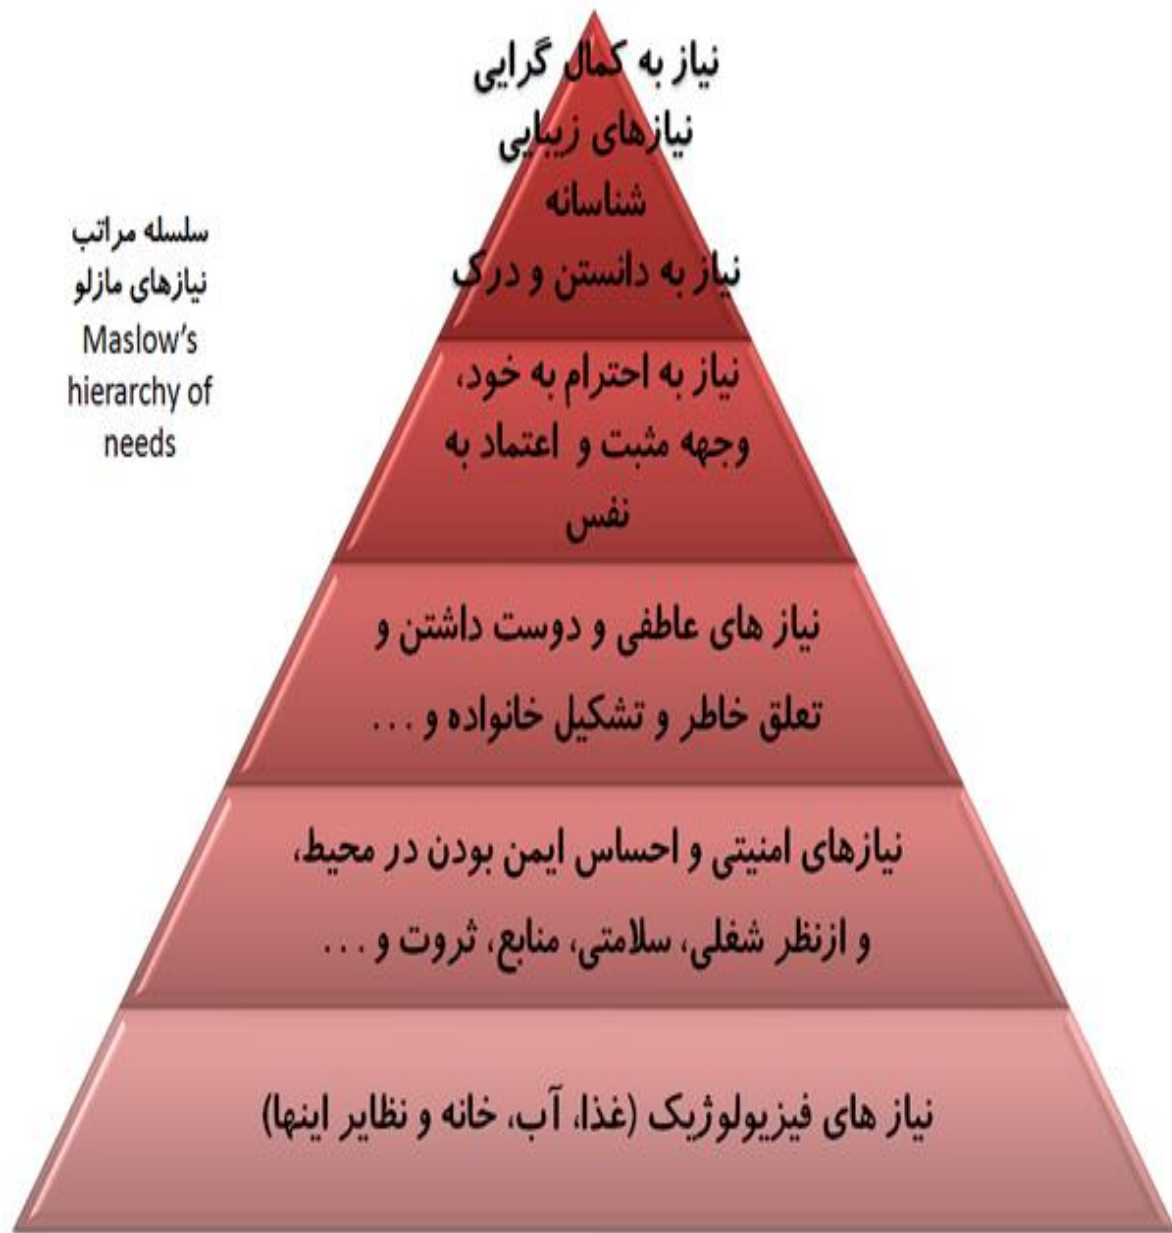 نیاز به کمال گرایی
نیازهای زیبایی
شناسانه
نیاز به دانستن و درک
سلسله مراتب
نیازهای مازلو
Maslow's
hierarchy of
needs
نیاز به احترام به خود،
وجهه مثبت و اعتماد به
نفس
نیاز های عاطفی و دوست داشتن و
تعلق خاطر و تشکیل خانواده و ...
نیازهای امنیتی و احساس ایمن بودن در محیط،
و ازنظر شغلی، سلامتی، منابع، ثروت و ...
نیاز های فیزیولوژیک (غذا، آب، خانه و نظایر اینها)